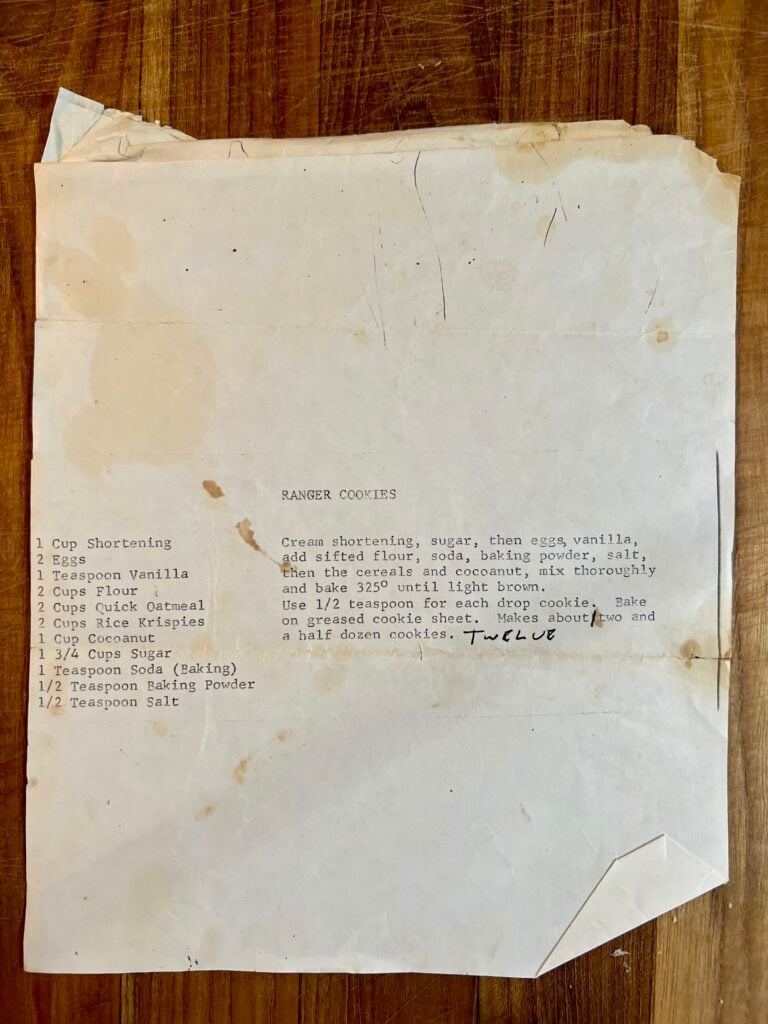 RANGER COOKIES
1 Cup Shortening
2 Eggs
1 Teaspoon Vanilla
2 Cups Flour
2 Cups Quick Oatmeal
2 Cups Rice Krispies
1 Cup Cocoanut
1 3/4 Cups Sugar
1 Teaspoon Soda (Baking)
1/2 Teaspoon Baking Powder
1/2 Teaspoon Salt
Cream shortening, sugar, then eggs, vanilla,
add sifted flour, soda, baking powder, salt,
then the cereals and cocoanut, mix thoroughly
and bake 325° until light brown.
Use 1/2 teaspoon for each drop cookie. Bake
on greased cookie sheet. Makes about two and
a half dozen cookies. TWELVE